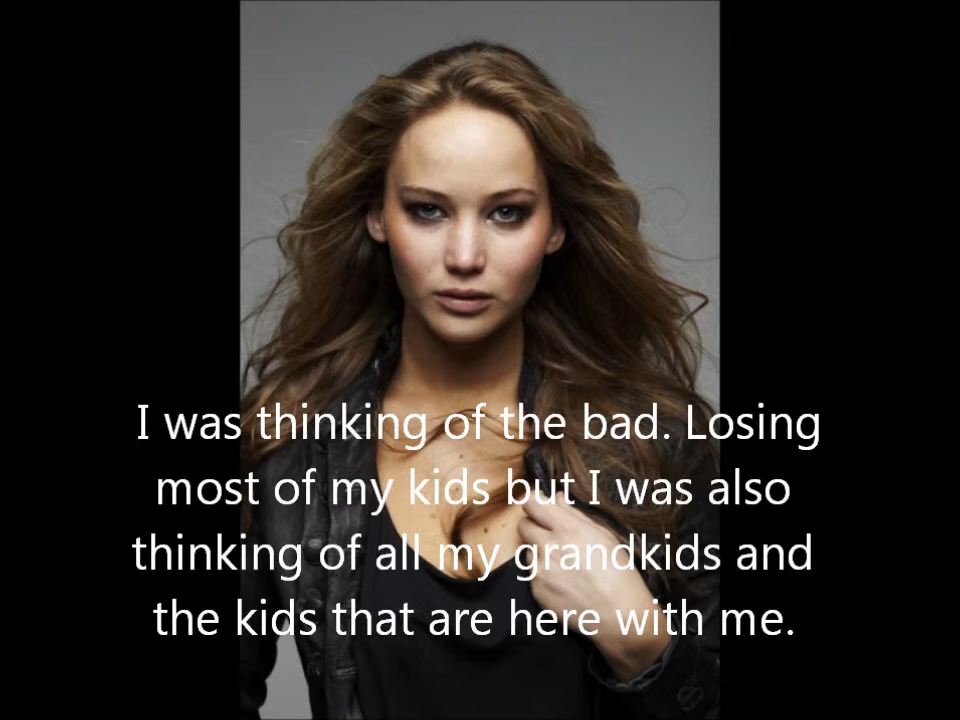 I was thinking of the bad. Losing
most of my kids but I was also
thinking of all my grandkids and
the kids that are here with me.